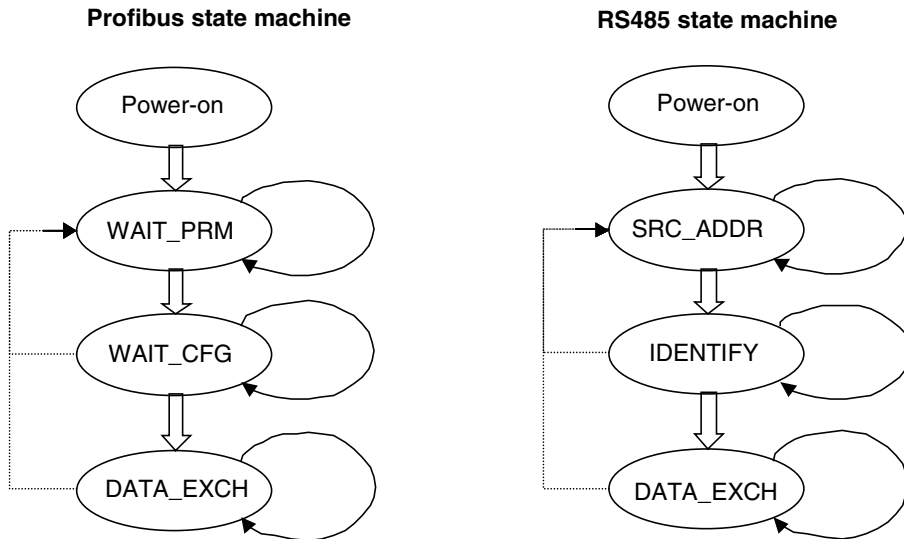 Profibus state machine
Power-on
WAIT_PRM
WAIT_CFG
DATA_EXCH
RS485 state machine
Power-on
SRC_ADDR
IDENTIFY
DATA_EXCH